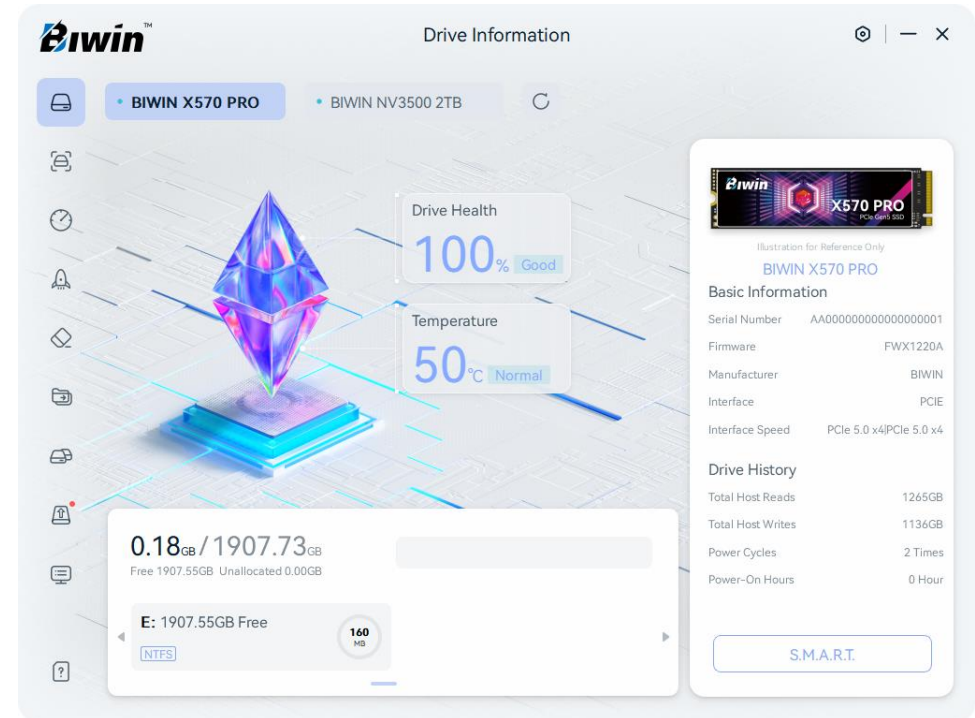 Biwin™
Drive Information
BIWIN X570 PRO
BIWIN NV3500 2TB
Drive Health
100% Good
Temperature
50°C Normal
Biwin
X570 PRO
PCIe Gen5 SSD
Illustration for Reference Only
BIWIN X570 PRO
Basic Information
Serial Number AA000000000000000001
Firmware FWX1220A
Manufacturer BIWIN
Interface PCIE
Interface Speed PCIe 5.0 x4|PCIe 5.0 x4
Drive History
Total Host Reads 1265GB
Total Host Writes 1136GB
Power Cycles 2 Times
Power-On Hours 0 Hour
S.M.A.R.T.
0.18GB/1907.73GB
Free 1907.55GB Unallocated 0.00GB
E: 1907.55GB Free
NTFS
160
MB